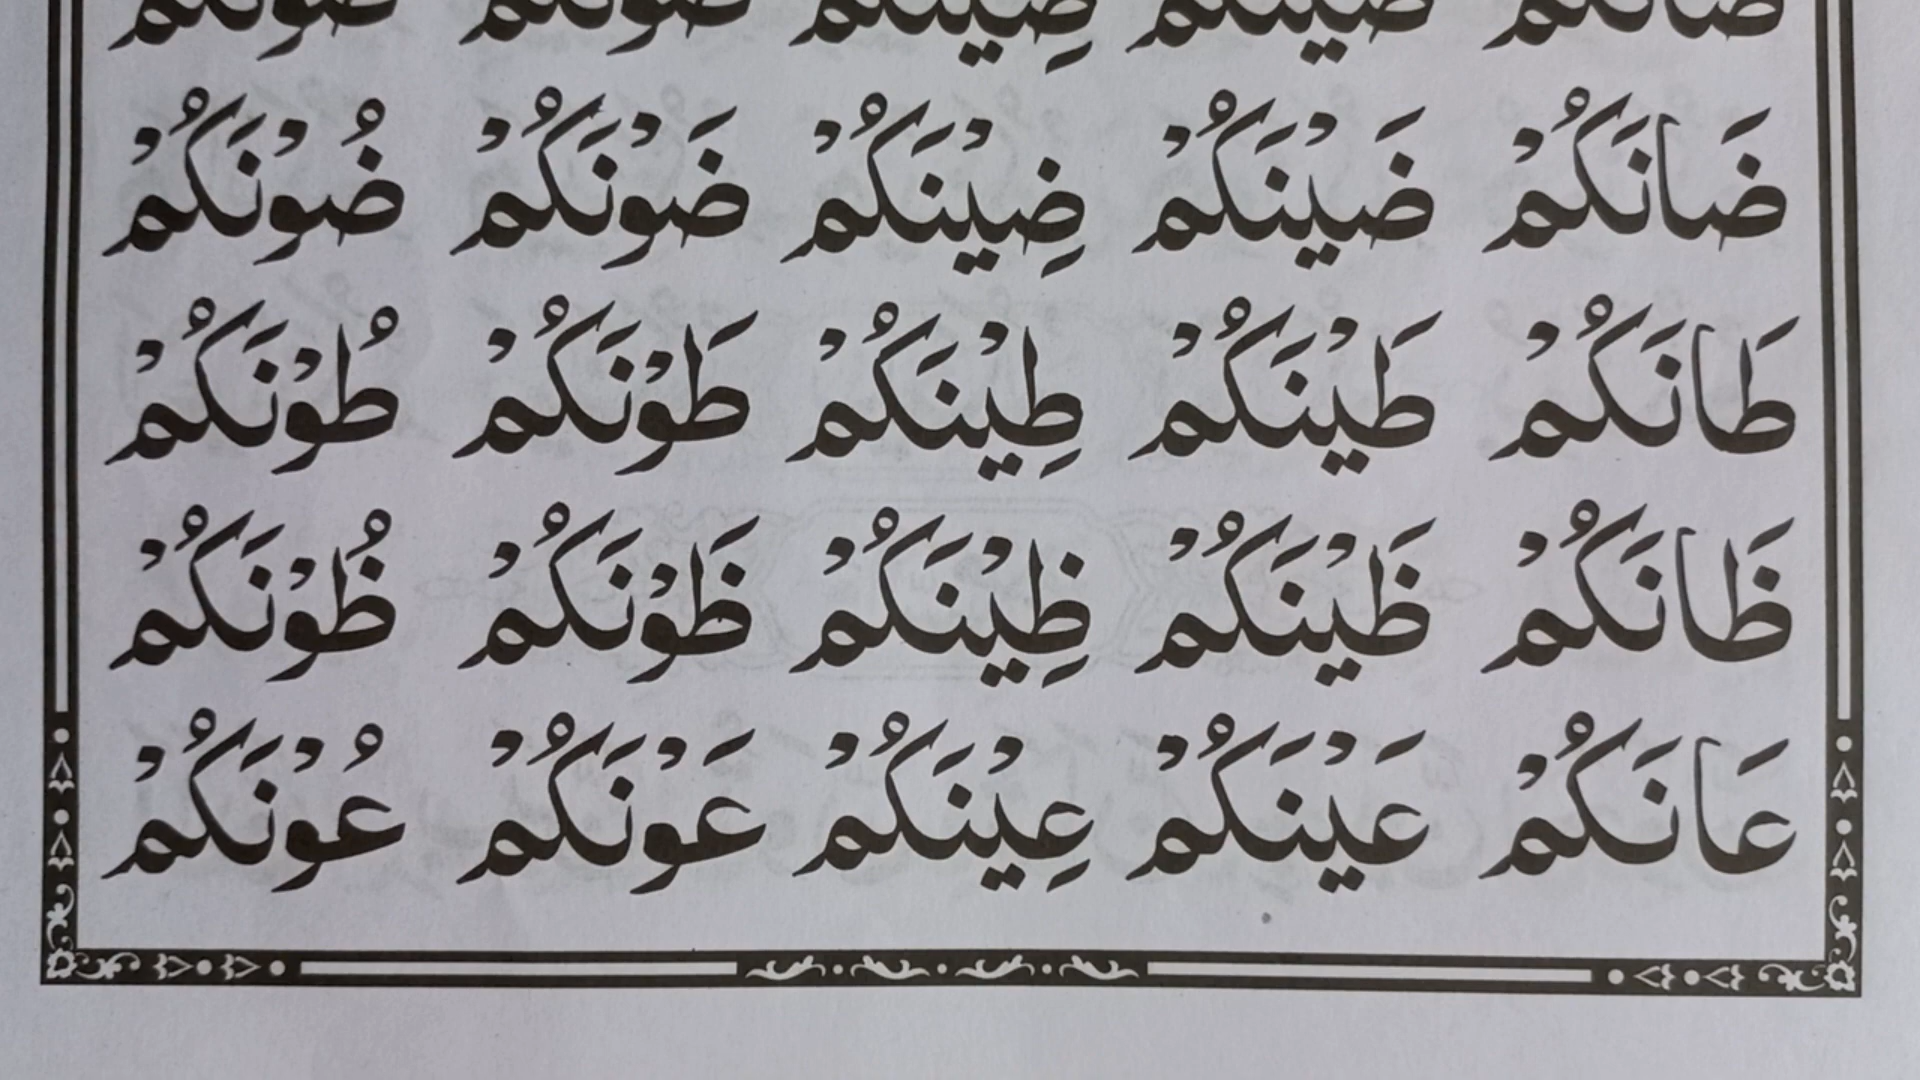 ضَانَكُمْ ضَيْنَكُمْ ضِيْنَكُمْ ضَوْنَكُمْ ضُوْنَكُمْ
طَانَكُمْ طَيْنَكُمْ طِيْنَكُمْ طَوْنَكُمْ طُوْنَكُمْ
ظَانَكُمْ ظَيْنَكُمْ ظِيْنَكُمْ ظَوْنَكُمْ ظُوْنَكُمْ
عَانَكُمْ عَيْنَكُمْ عِيْنَكُمْ عَوْنَكُمْ عُوْنَكُمْ